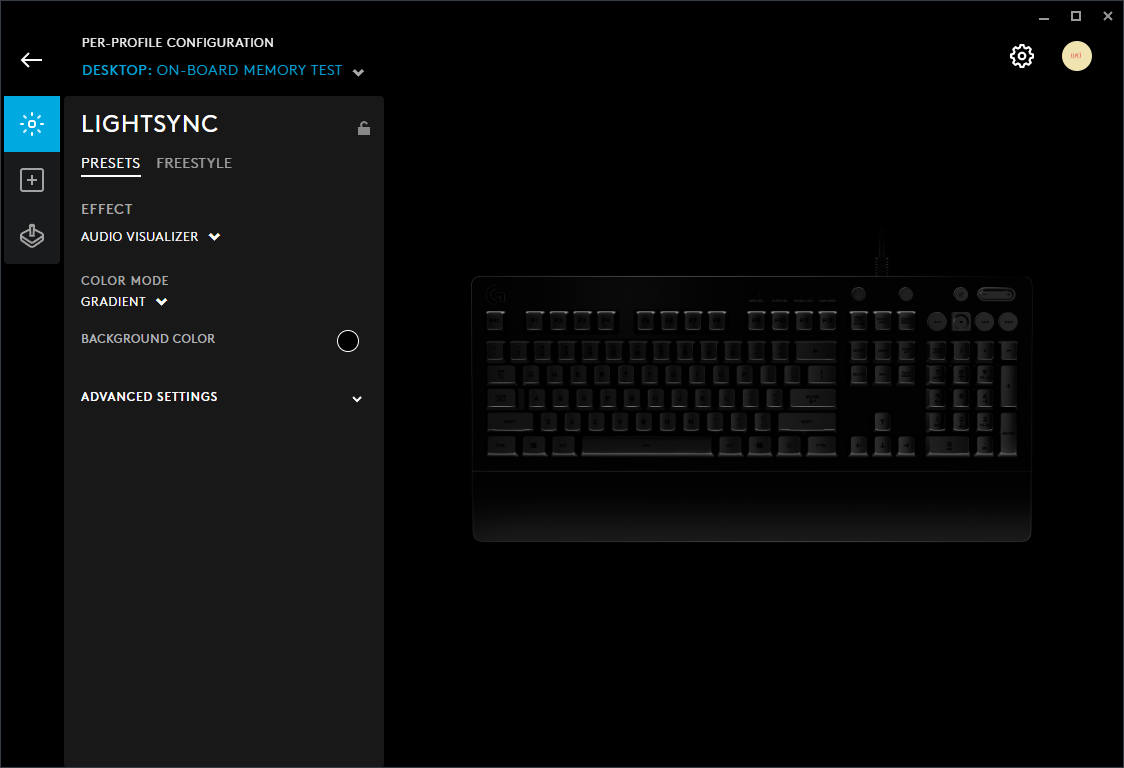 PER-PROFILE CONFIGURATION
DESKTOP: ON-BOARD MEMORY TEST
LIGHTSYNC
PRESETS FREESTYLE
EFFECT
AUDIO VISUALIZER
COLOR MODE
GRADIENT
BACKGROUND COLOR
ADVANCED SETTINGS